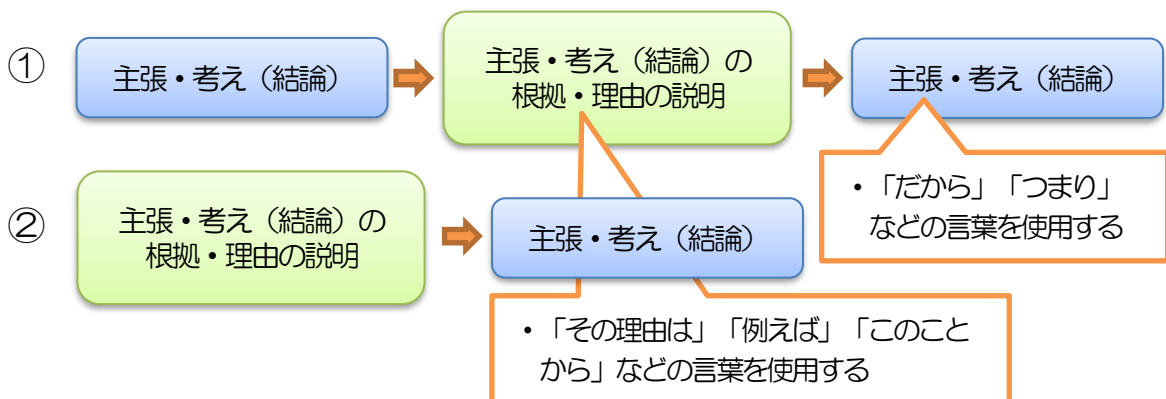 ①
主張・考え（結論）
主張・考え（結論）の
根拠・理由の説明
主張・考え（結論）
・「だから」「つまり」
などの言葉を使用する
②
主張・考え（結論）の
根拠・理由の説明
主張・考え（結論）
・「その理由は」「例えば」「このこと
から」などの言葉を使用する